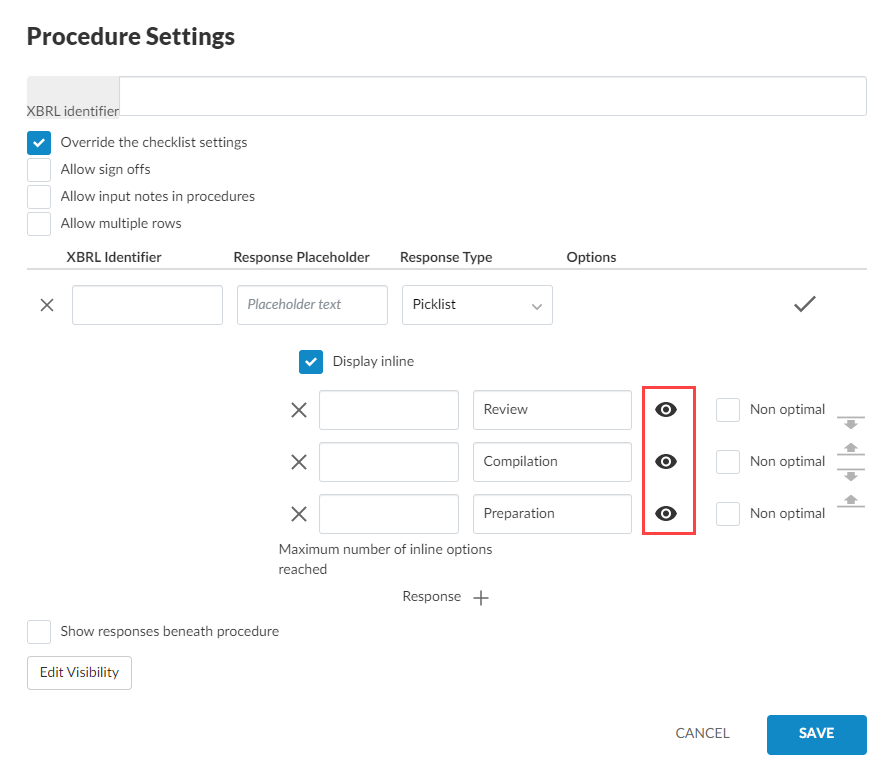 Procedure Settings
XBRL identifier
Override the checklist settings
Allow sign offs
Allow input notes in procedures
Allow multiple rows
XBRL Identifier Response Placeholder Response Type Options
Placeholder text Picklist
Display inline
Review Non optimal
Compilation Non optimal
Preparation Non optimal
Maximum number of inline options
reached
Response
Show responses beneath procedure
Edit Visibility
CANCEL SAVE